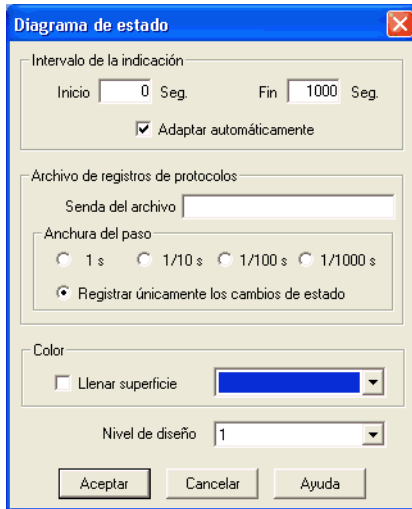 Diagrama de estado
Intervalo de la indicación
Inicio 0 Seg. Fin 1000 Seg.
Adaptar automáticamente
Archivo de registros de protocolos
Senda del archivo
Anchura del paso
1 s 1/10 s 1/100 s 1/1000 s
Registrar únicamente los cambios de estado
Color
Llenar superficie
Nivel de diseño 1
Aceptar Cancelar Ayuda